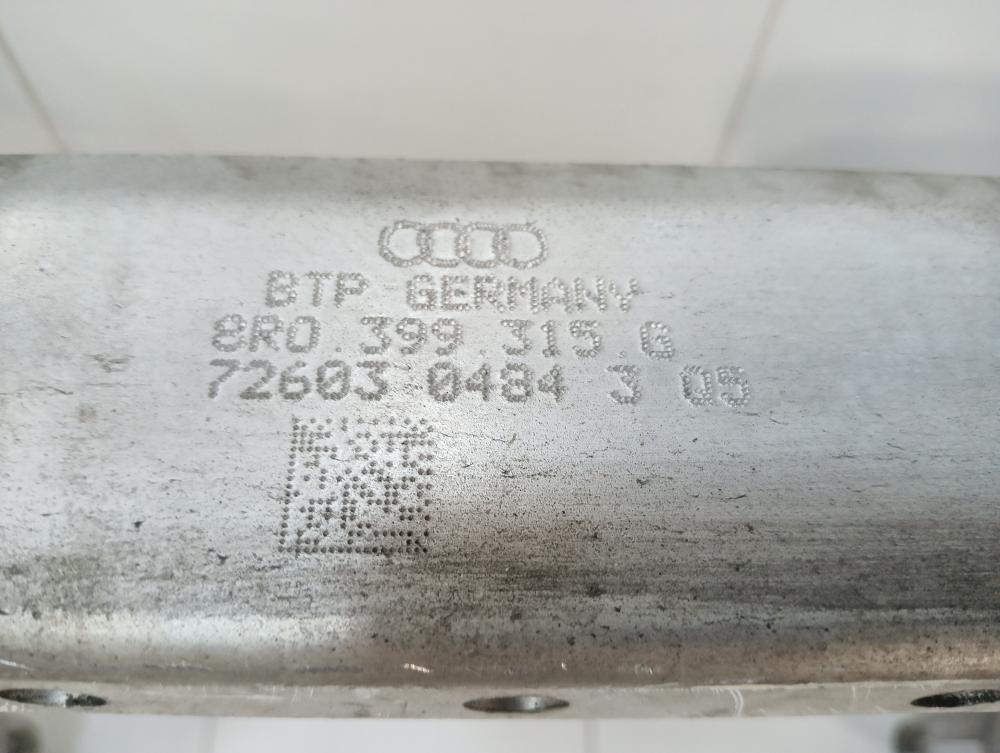 BTP GERMANY
8R0.399.315.G
72603 0484 3 05